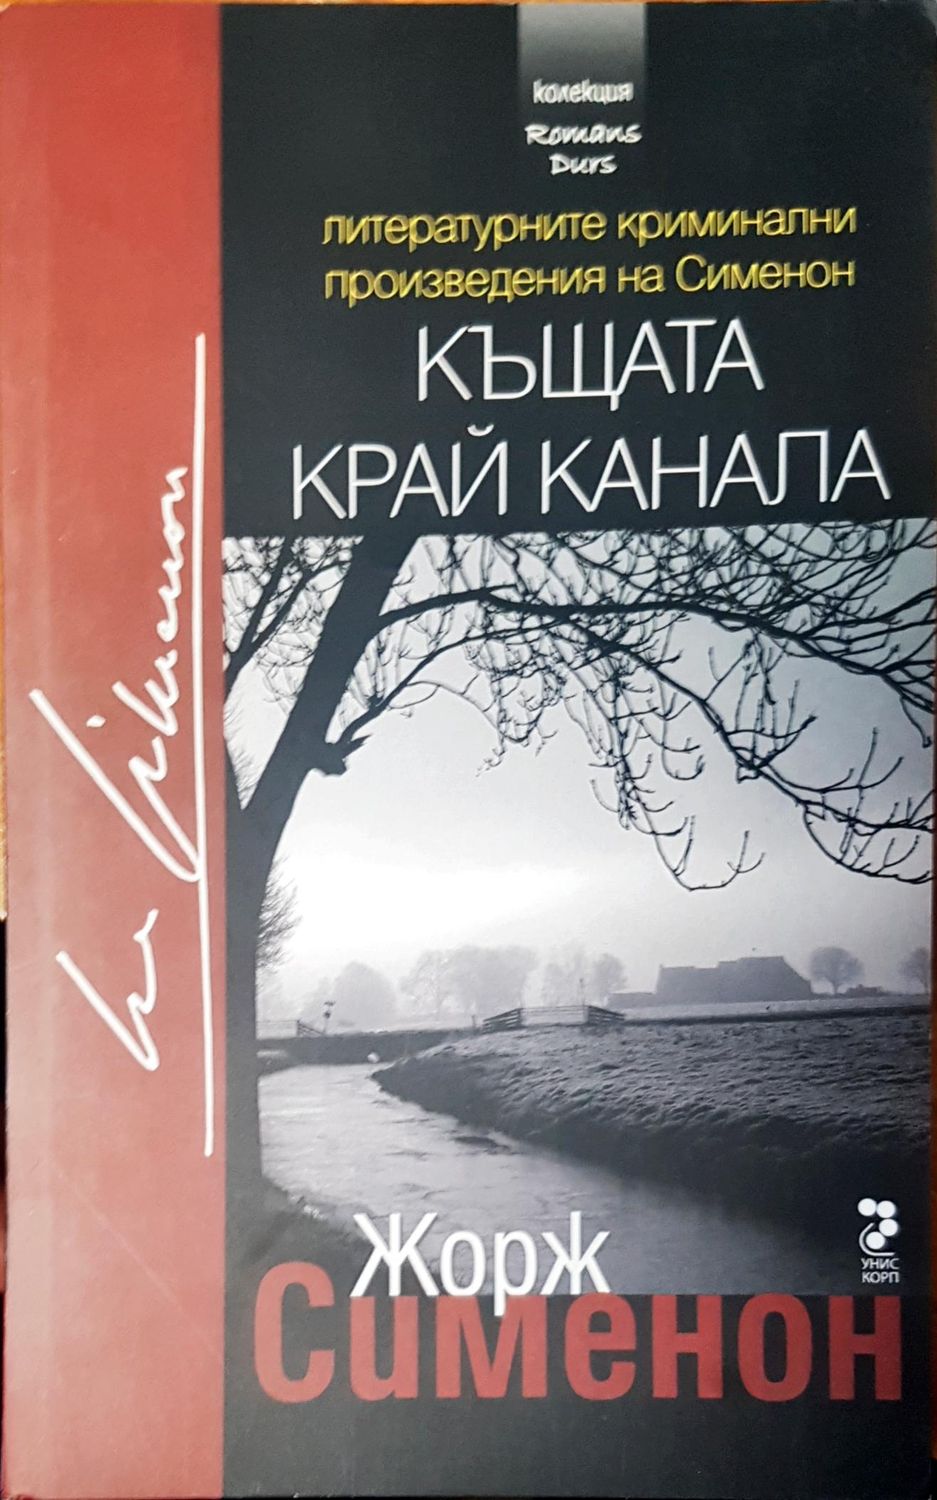 колекция
Romans
Durs
литературните криминални
произведения на Сименон
КЪЩАТА
КРАЙ КАНАЛА
Жорж
Сименон
УНИС
КОРП